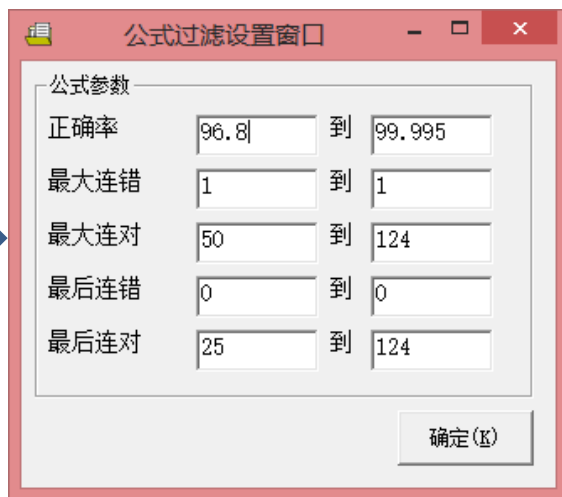 公式过滤设置窗口
公式参数
正确率 96.8 到 99.995
最大连错 1 到 1
最大连对 50 到 124
最后连错 0 到 0
最后连对 25 到 124
确定(K)